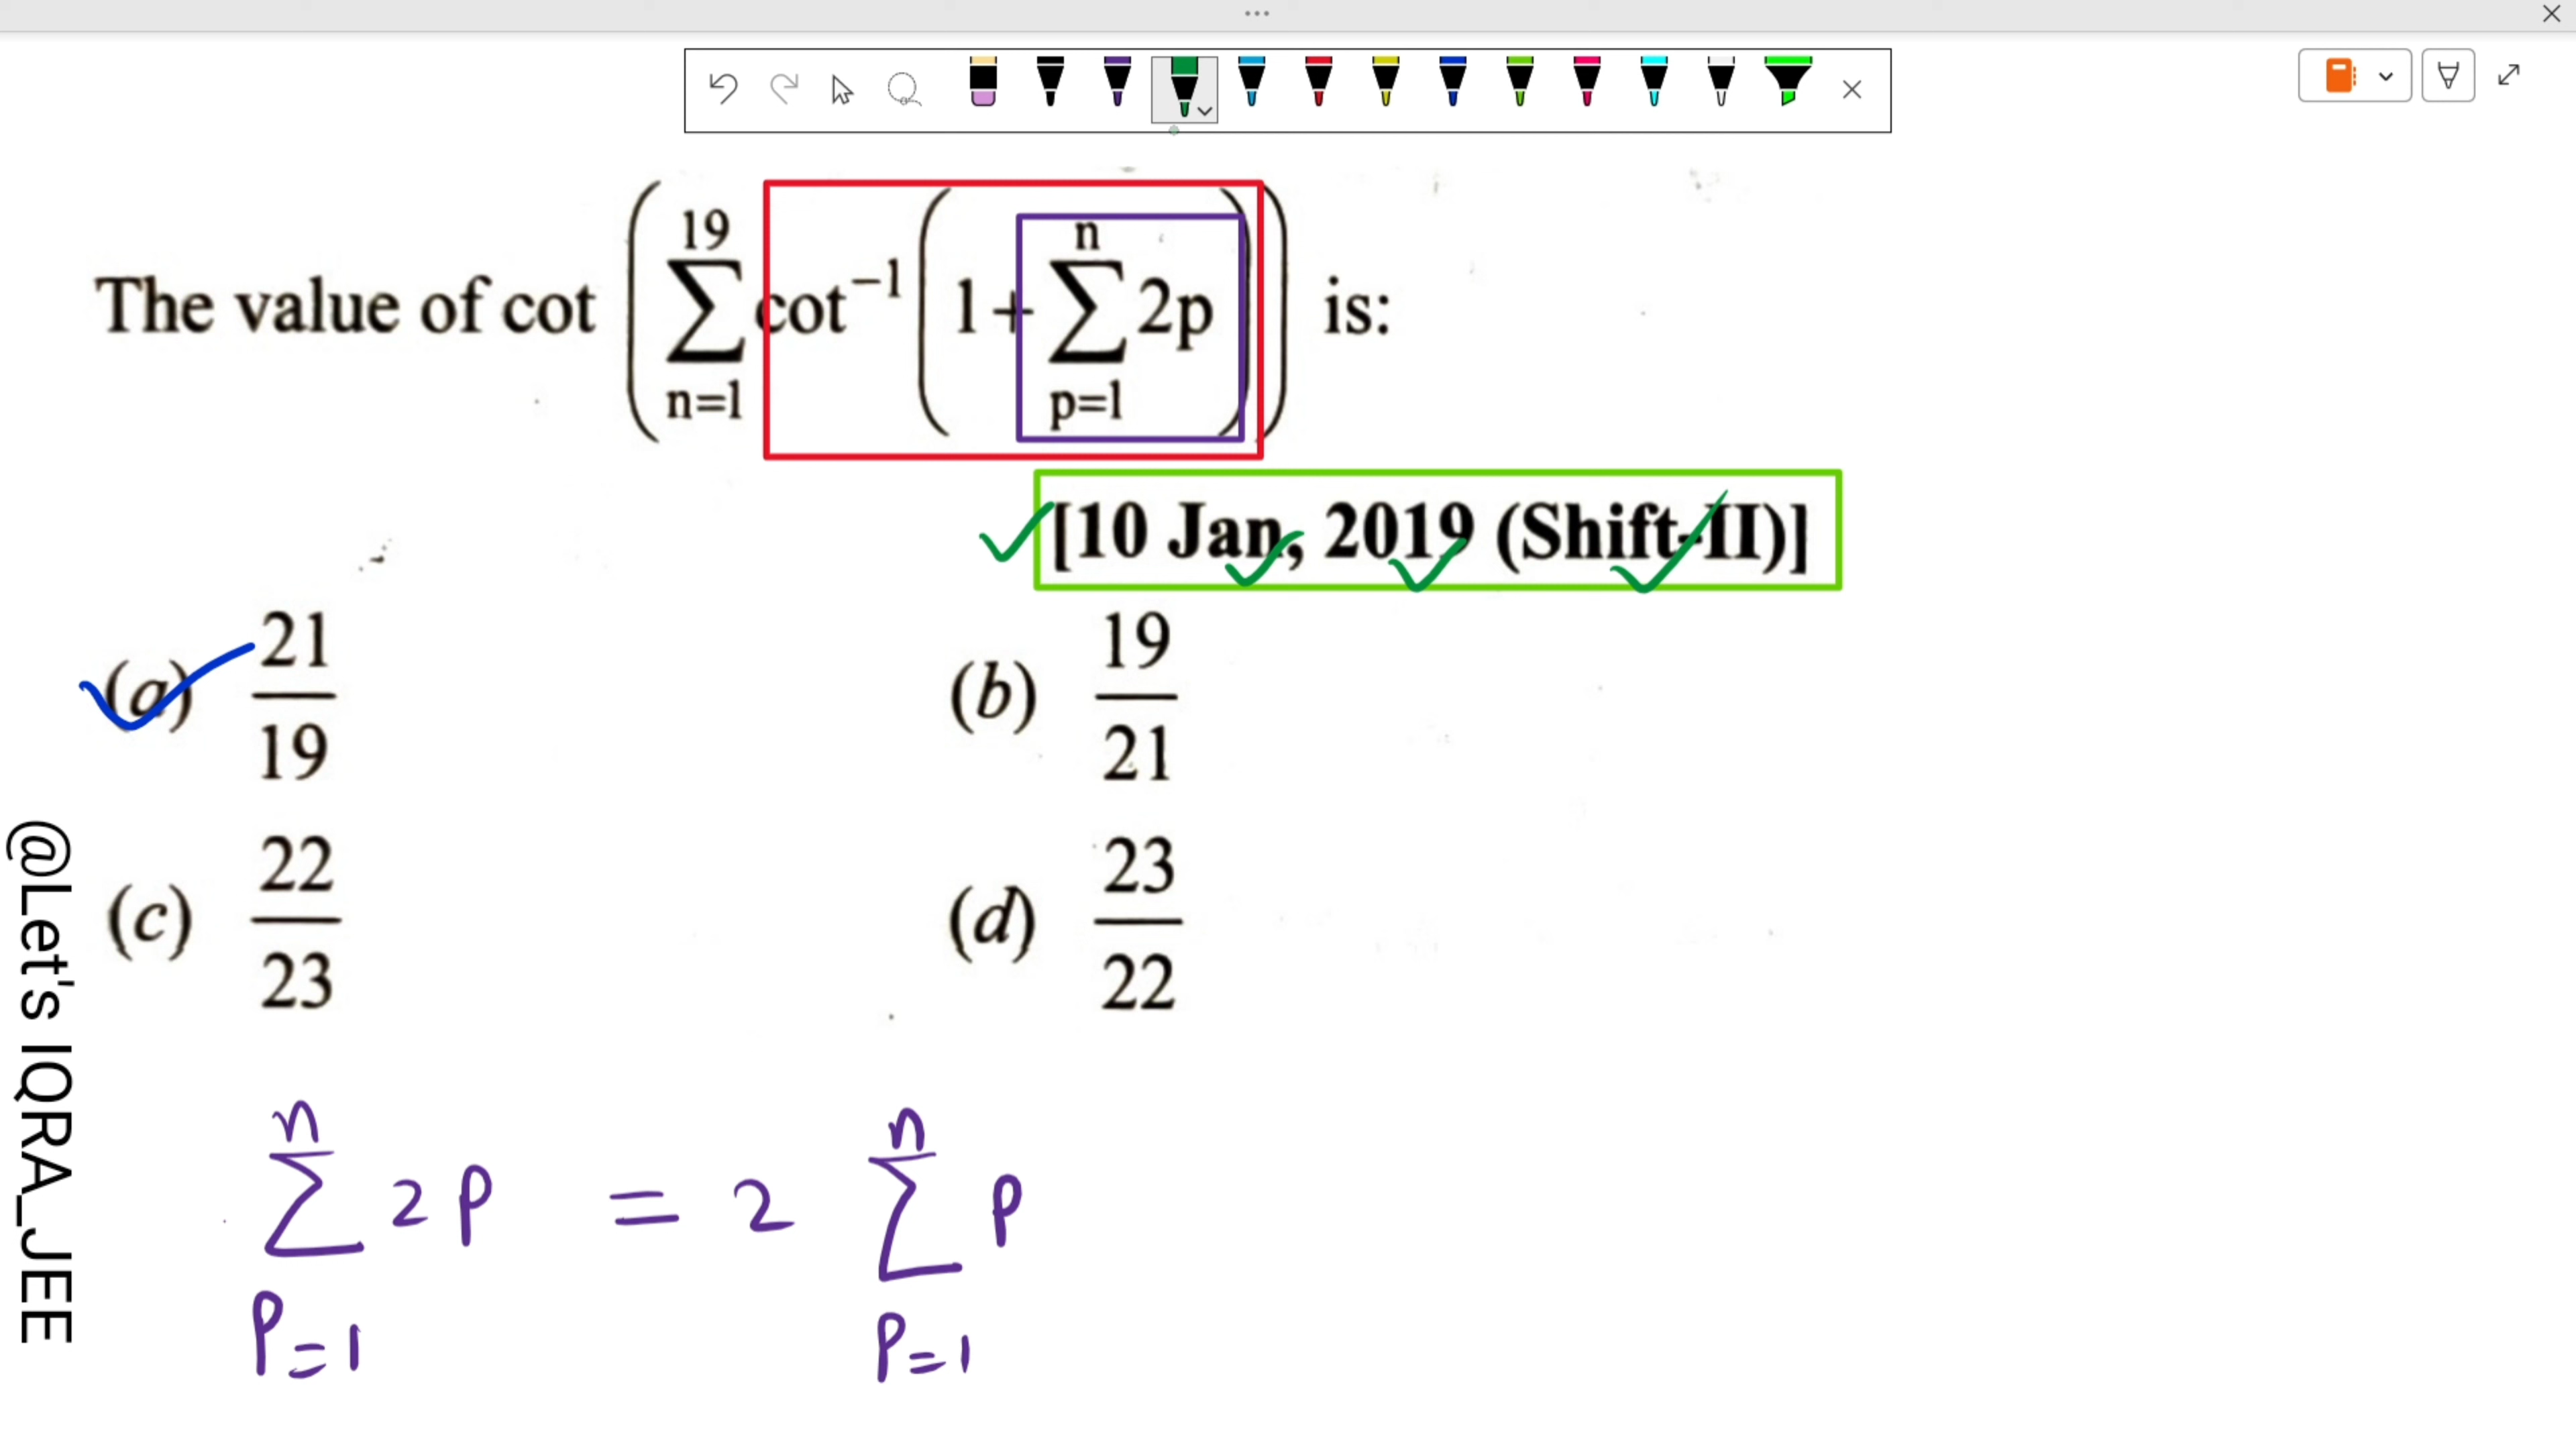 The value of cot ( 19 ∑ n=1 cot⁻¹ ( 1+ n ∑ p=1 2p ) ) is:
[10 Jan, 2019 (Shift-II)]
(a) 21/19
(b) 19/21
(c) 22/23
(d) 23/22
n ∑ P=1 2P = 2 n ∑ P=1 P
@Let's IQRA_JEE